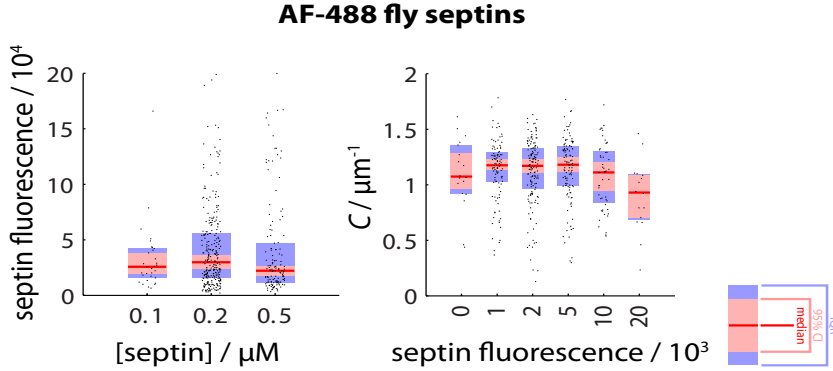 AF-488 fly septins
septin fluorescence / 10⁴
20
15
10
5
0
0.1 0.2 0.5
[septin] / μM
C / μm⁻¹
2
1.5
1
0.5
0
0 1 2 5 10 20
septin fluorescence / 10³
median
95% CI